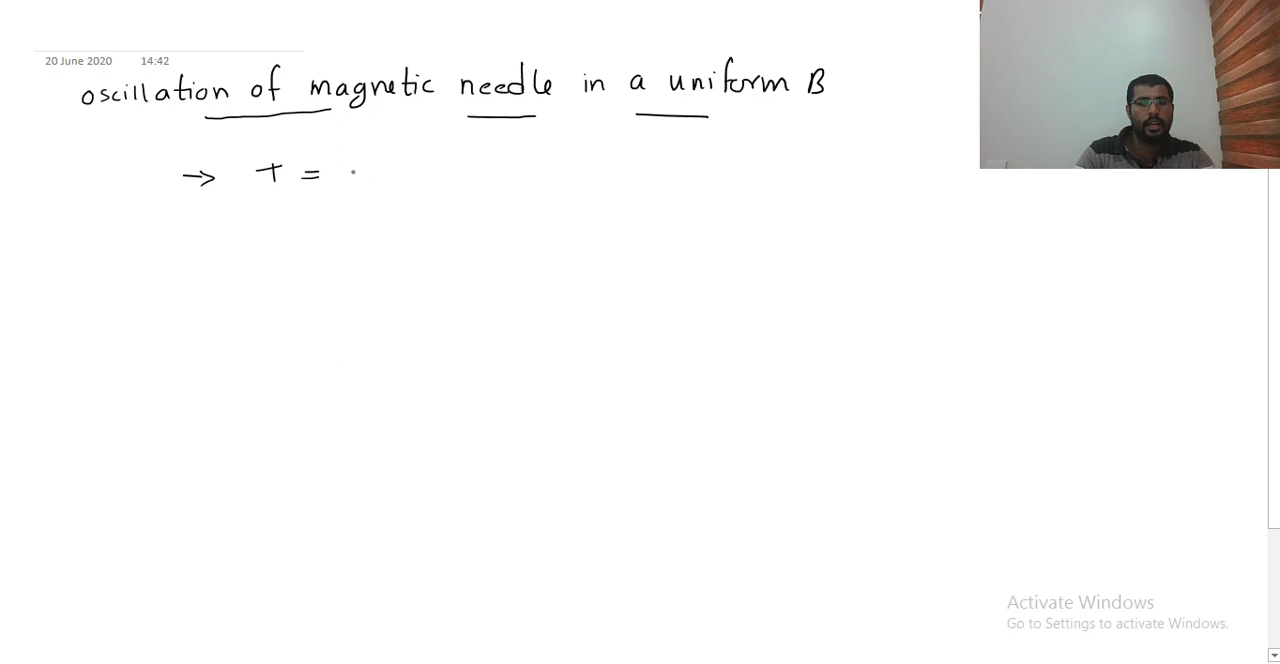 20 June 2020 14:42
oscillation of magnetic needle in a uniform B
→ T =
Activate Windows
Go to Settings to activate Windows.